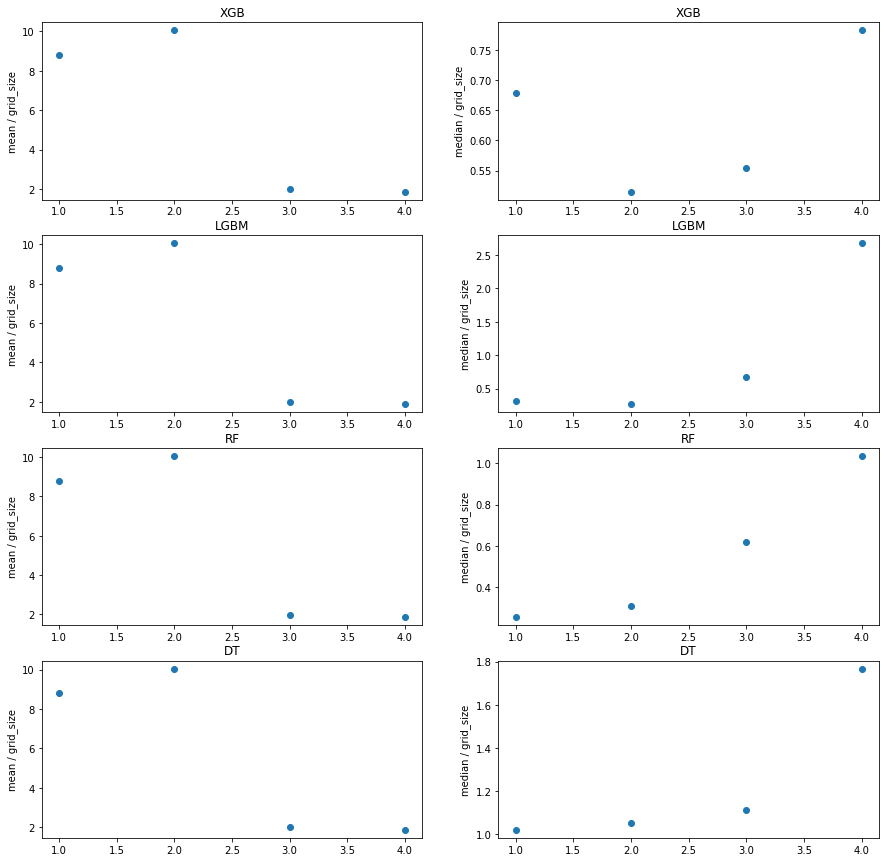 XGB
XGB
mean / grid_size
10
8
6
4
2
1.0 1.5 2.0 2.5 3.0 3.5 4.0
median / grid_size
0.75
0.70
0.65
0.60
0.55
1.0 1.5 2.0 2.5 3.0 3.5 4.0
LGBM
LGBM
mean / grid_size
10
8
6
4
2
1.0 1.5 2.0 2.5 3.0 3.5 4.0
median / grid_size
2.5
2.0
1.5
1.0
0.5
1.0 1.5 2.0 2.5 3.0 3.5 4.0
RF
RF
mean / grid_size
10
8
6
4
2
1.0 1.5 2.0 2.5 3.0 3.5 4.0
median / grid_size
1.0
0.8
0.6
0.4
1.0 1.5 2.0 2.5 3.0 3.5 4.0
DT
DT
mean / grid_size
10
8
6
4
2
1.0 1.5 2.0 2.5 3.0 3.5 4.0
median / grid_size
1.8
1.6
1.4
1.2
1.0
1.0 1.5 2.0 2.5 3.0 3.5 4.0